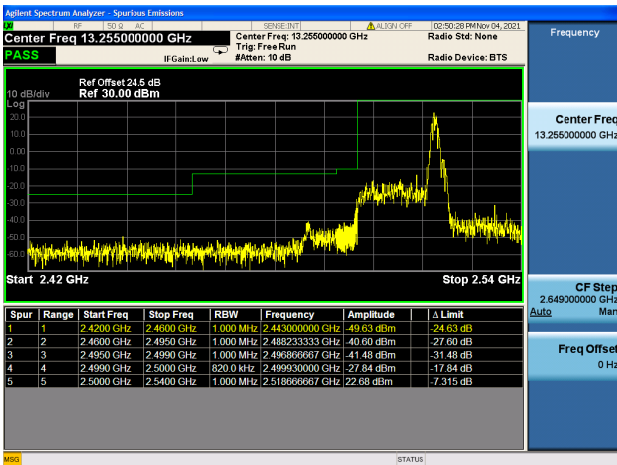 Agilent Spectrum Analyzer - Spurious Emissions
RF 50 Ω AC SENSE:INT ALIGN OFF 02:50:28 PM Nov 04, 2021
Center Freq 13.255000000 GHz
Center Freq: 13.255000000 GHz
Radio Std: None
Trig: Free Run
PASS
IFGain:Low
#Atten: 10 dB
Radio Device: BTS
Ref Offset 24.5 dB
10 dB/div
Ref 30.00 dBm
Log
20.0
10.0
0.00
-10.0
-20.0
-30.0
-40.0
-50.0
-60.0
Start 2.42 GHz
Stop 2.54 GHz
Spur Range Start Freq Stop Freq RBW Frequency Amplitude Δ Limit
1 1 2.4200 GHz 2.4600 GHz 1.000 MHz 2.443000000 GHz -49.63 dBm -24.63 dB
2 2 2.4600 GHz 2.4950 GHz 1.000 MHz 2.488233333 GHz -40.60 dBm -27.60 dB
3 3 2.4950 GHz 2.4990 GHz 1.000 MHz 2.496866667 GHz -41.48 dBm -31.48 dB
4 4 2.4990 GHz 2.5000 GHz 820.0 kHz 2.499930000 GHz -27.84 dBm -17.84 dB
5 5 2.5000 GHz 2.5400 GHz 1.000 MHz 2.518666667 GHz 22.68 dBm -7.315 dB
MSG
STATUS
Frequency
Center Freq
13.255000000 GHz
CF Step
2.649000000 GHz
Auto Man
Freq Offset
0 Hz